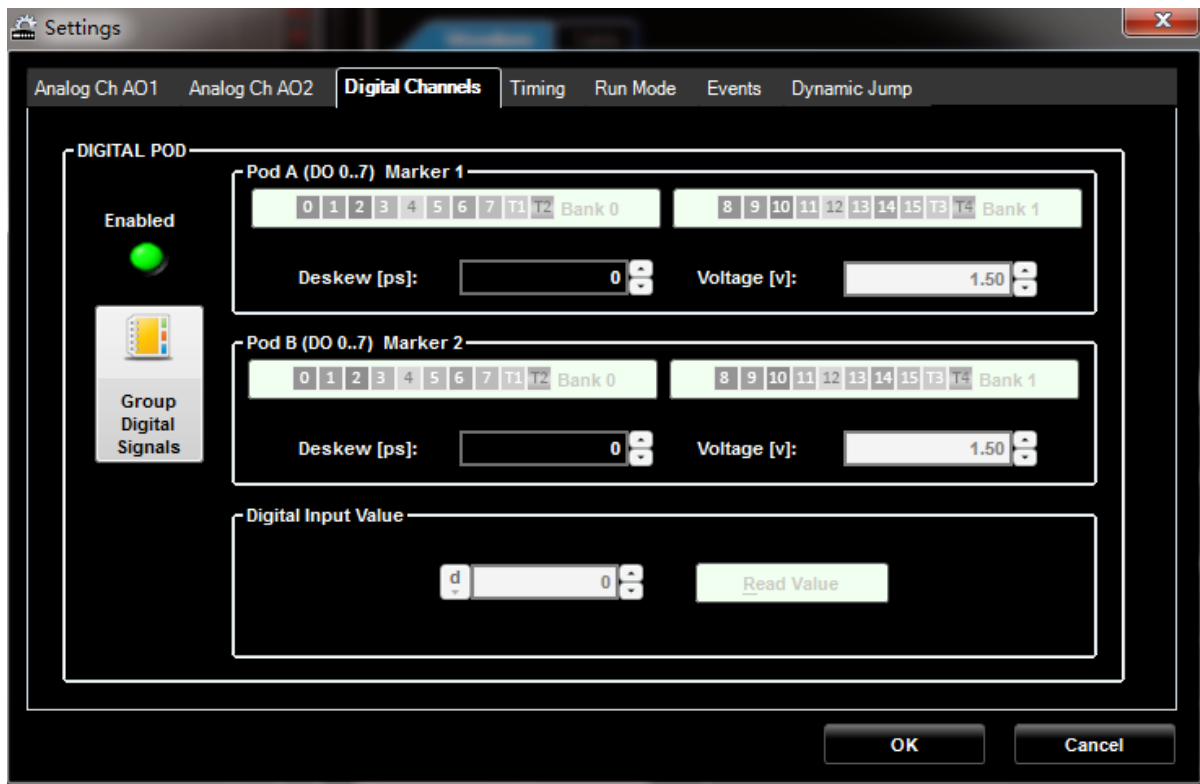 Settings
Analog Ch AO1 Analog Ch AO2 Digital Channels Timing Run Mode Events Dynamic Jump
DIGITAL POD
Pod A (DO 0..7) Marker 1
0 1 2 3 4 5 6 7 T1 T2 Bank 0 8 9 10 11 12 13 14 15 T3 T4 Bank 1
Enabled
Deskew [ps]: 0 Voltage [v]: 1.50
Pod B (DO 0..7) Marker 2
0 1 2 3 4 5 6 7 T1 T2 Bank 0 8 9 10 11 12 13 14 15 T3 T4 Bank 1
Group
Digital
Signals
Deskew [ps]: 0 Voltage [v]: 1.50
Digital Input Value
d 0 Read Value
OK Cancel